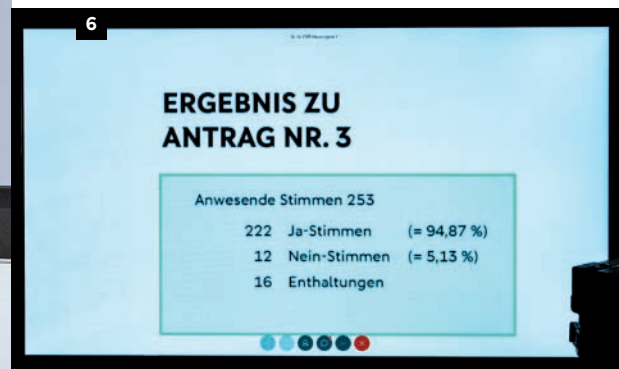 6
ERGEBNIS ZU
ANTRAG NR. 3
Anwesende Stimmen 253
222 Ja-Stimmen (= 94,87 %)
12 Nein-Stimmen (= 5,13 %)
16 Enthaltungen